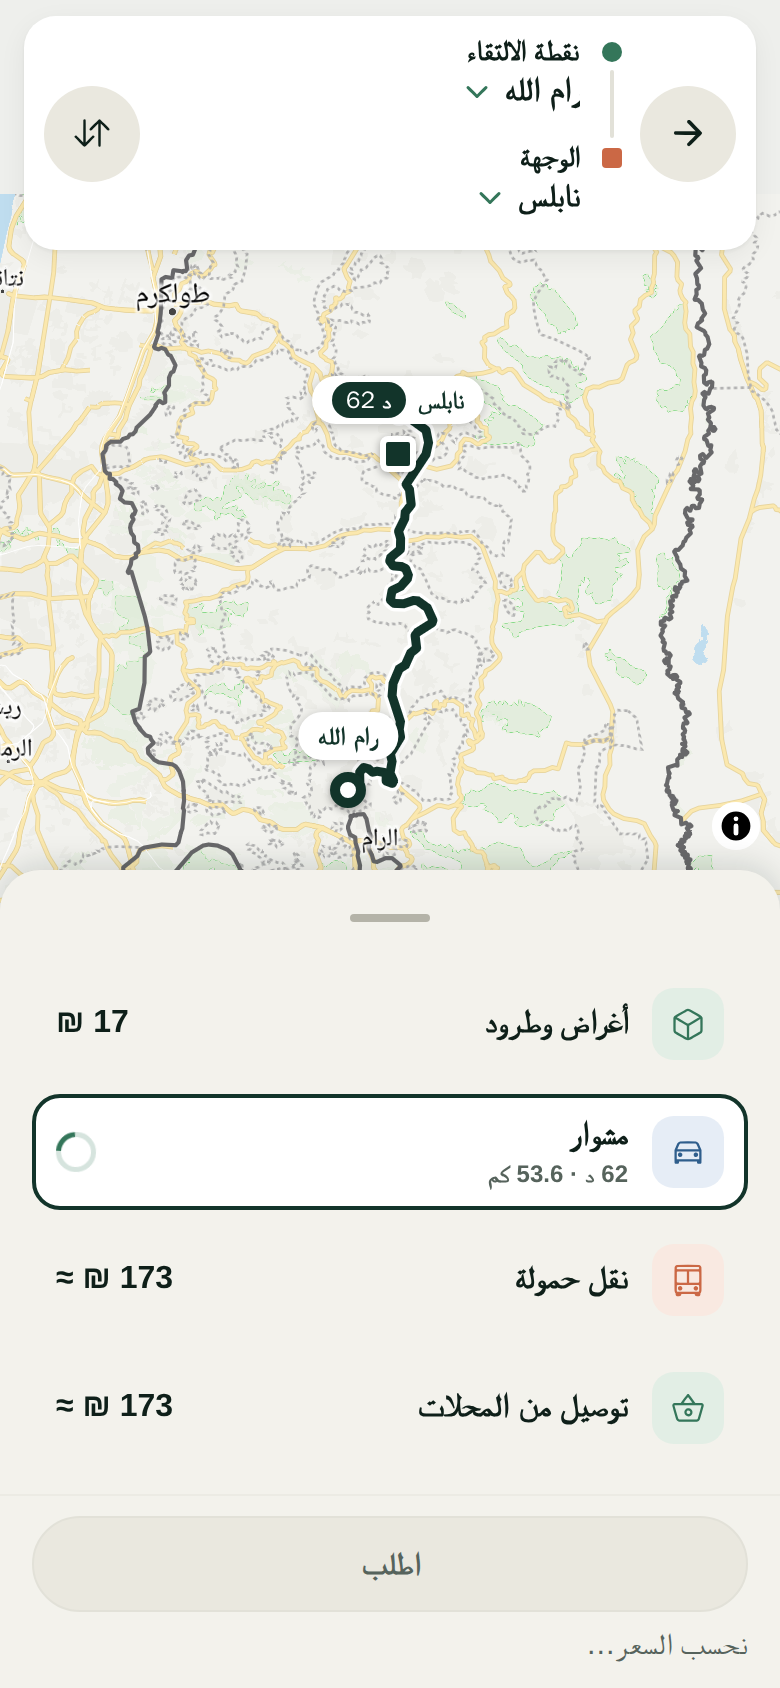 نقطة الالتقاء
رام الله
الوجهة
نابلس
طولكرم
نابلس 62 د
رام الله
الرام
أغراض وطرود
17 ₪
مشوار
62 د · 53.6 كم
نقل حمولة
≈ ₪ 173
توصيل من المحلات
≈ ₪ 173
اطلب
نحسب السعر...